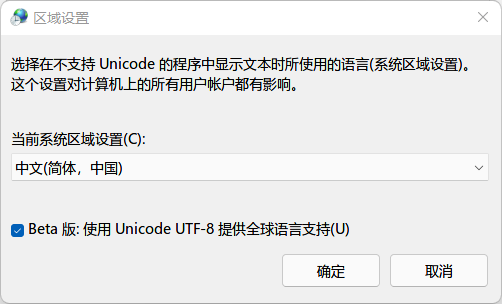 区域设置
选择在不支持 Unicode 的程序中显示文本时所使用的语言(系统区域设置)。
这个设置对计算机上的所有用户帐户都有影响。
当前系统区域设置(C):
中文(简体，中国)
Beta 版: 使用 Unicode UTF-8 提供全球语言支持(U)
确定
取消